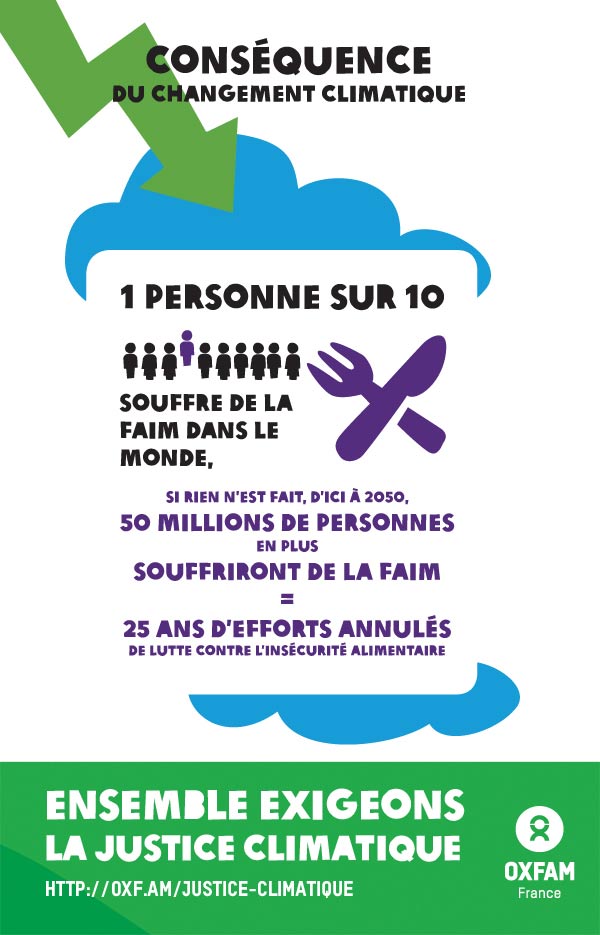 CONSÉQUENCE
DU CHANGEMENT CLIMATIQUE
1 PERSONNE SUR 10
SOUFFRE DE LA
FAIM DANS LE
MONDE,
SI RIEN N'EST FAIT, D'ICI À 2050,
50 MILLIONS DE PERSONNES
EN PLUS
SOUFFRIRONT DE LA FAIM
=
25 ANS D'EFFORTS ANNULÉS
DE LUTTE CONTRE L'INSÉCURITÉ ALIMENTAIRE
ENSEMBLE EXIGEONS
LA JUSTICE CLIMATIQUE
HTTP://OXF.AM/JUSTICE-CLIMATIQUE
OXFAM
France